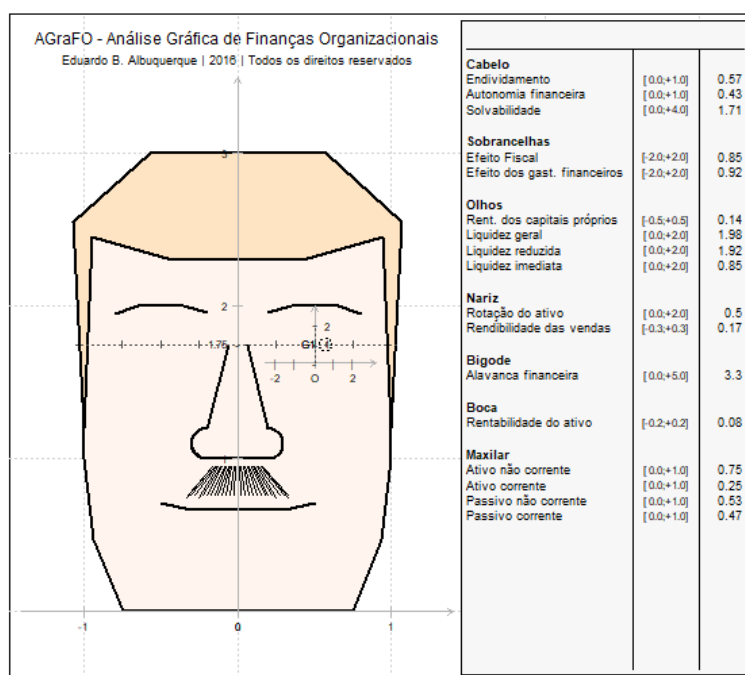 AGraFO - Análise Gráfica de Finanças Organizacionais
Eduardo B. Albuquerque | 2016 | Todos os direitos reservados
3
2
1.75
G1
2
-2 O 2
-1 0 1
Cabelo
Endividamento [0.0;+1.0] 0.57
Autonomia financeira [0.0;+1.0] 0.43
Solvabilidade [0.0;+4.0] 1.71
Sobrancelhas
Efeito Fiscal [-2.0;+2.0] 0.85
Efeito dos gast. financeiros [-2.0;+2.0] 0.92
Olhos
Rent. dos capitais próprios [-0.5;+0.5] 0.14
Liquidez geral [0.0;+2.0] 1.98
Liquidez reduzida [0.0;+2.0] 1.92
Liquidez imediata [0.0;+2.0] 0.85
Nariz
Rotação do ativo [0.0;+2.0] 0.5
Rendibilidade das vendas [-0.3;+0.3] 0.17
Bigode
Alavanca financeira [0.0;+5.0] 3.3
Boca
Rentabilidade do ativo [-0.2;+0.2] 0.08
Maxilar
Ativo não corrente [0.0;+1.0] 0.75
Ativo corrente [0.0;+1.0] 0.25
Passivo não corrente [0.0;+1.0] 0.53
Passivo corrente [0.0;+1.0] 0.47